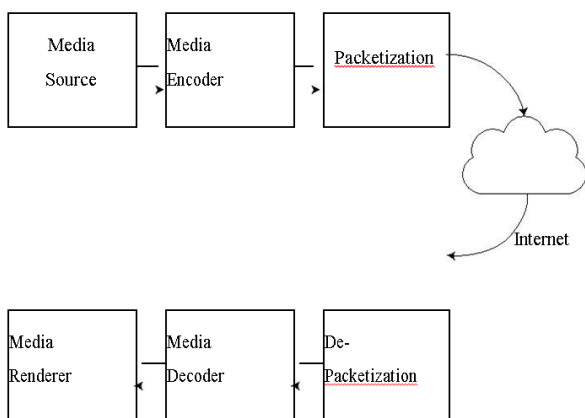 Media
Source
Media
Encoder
Packetization
Internet
Media
Renderer
Media
Decoder
De-
Packetization